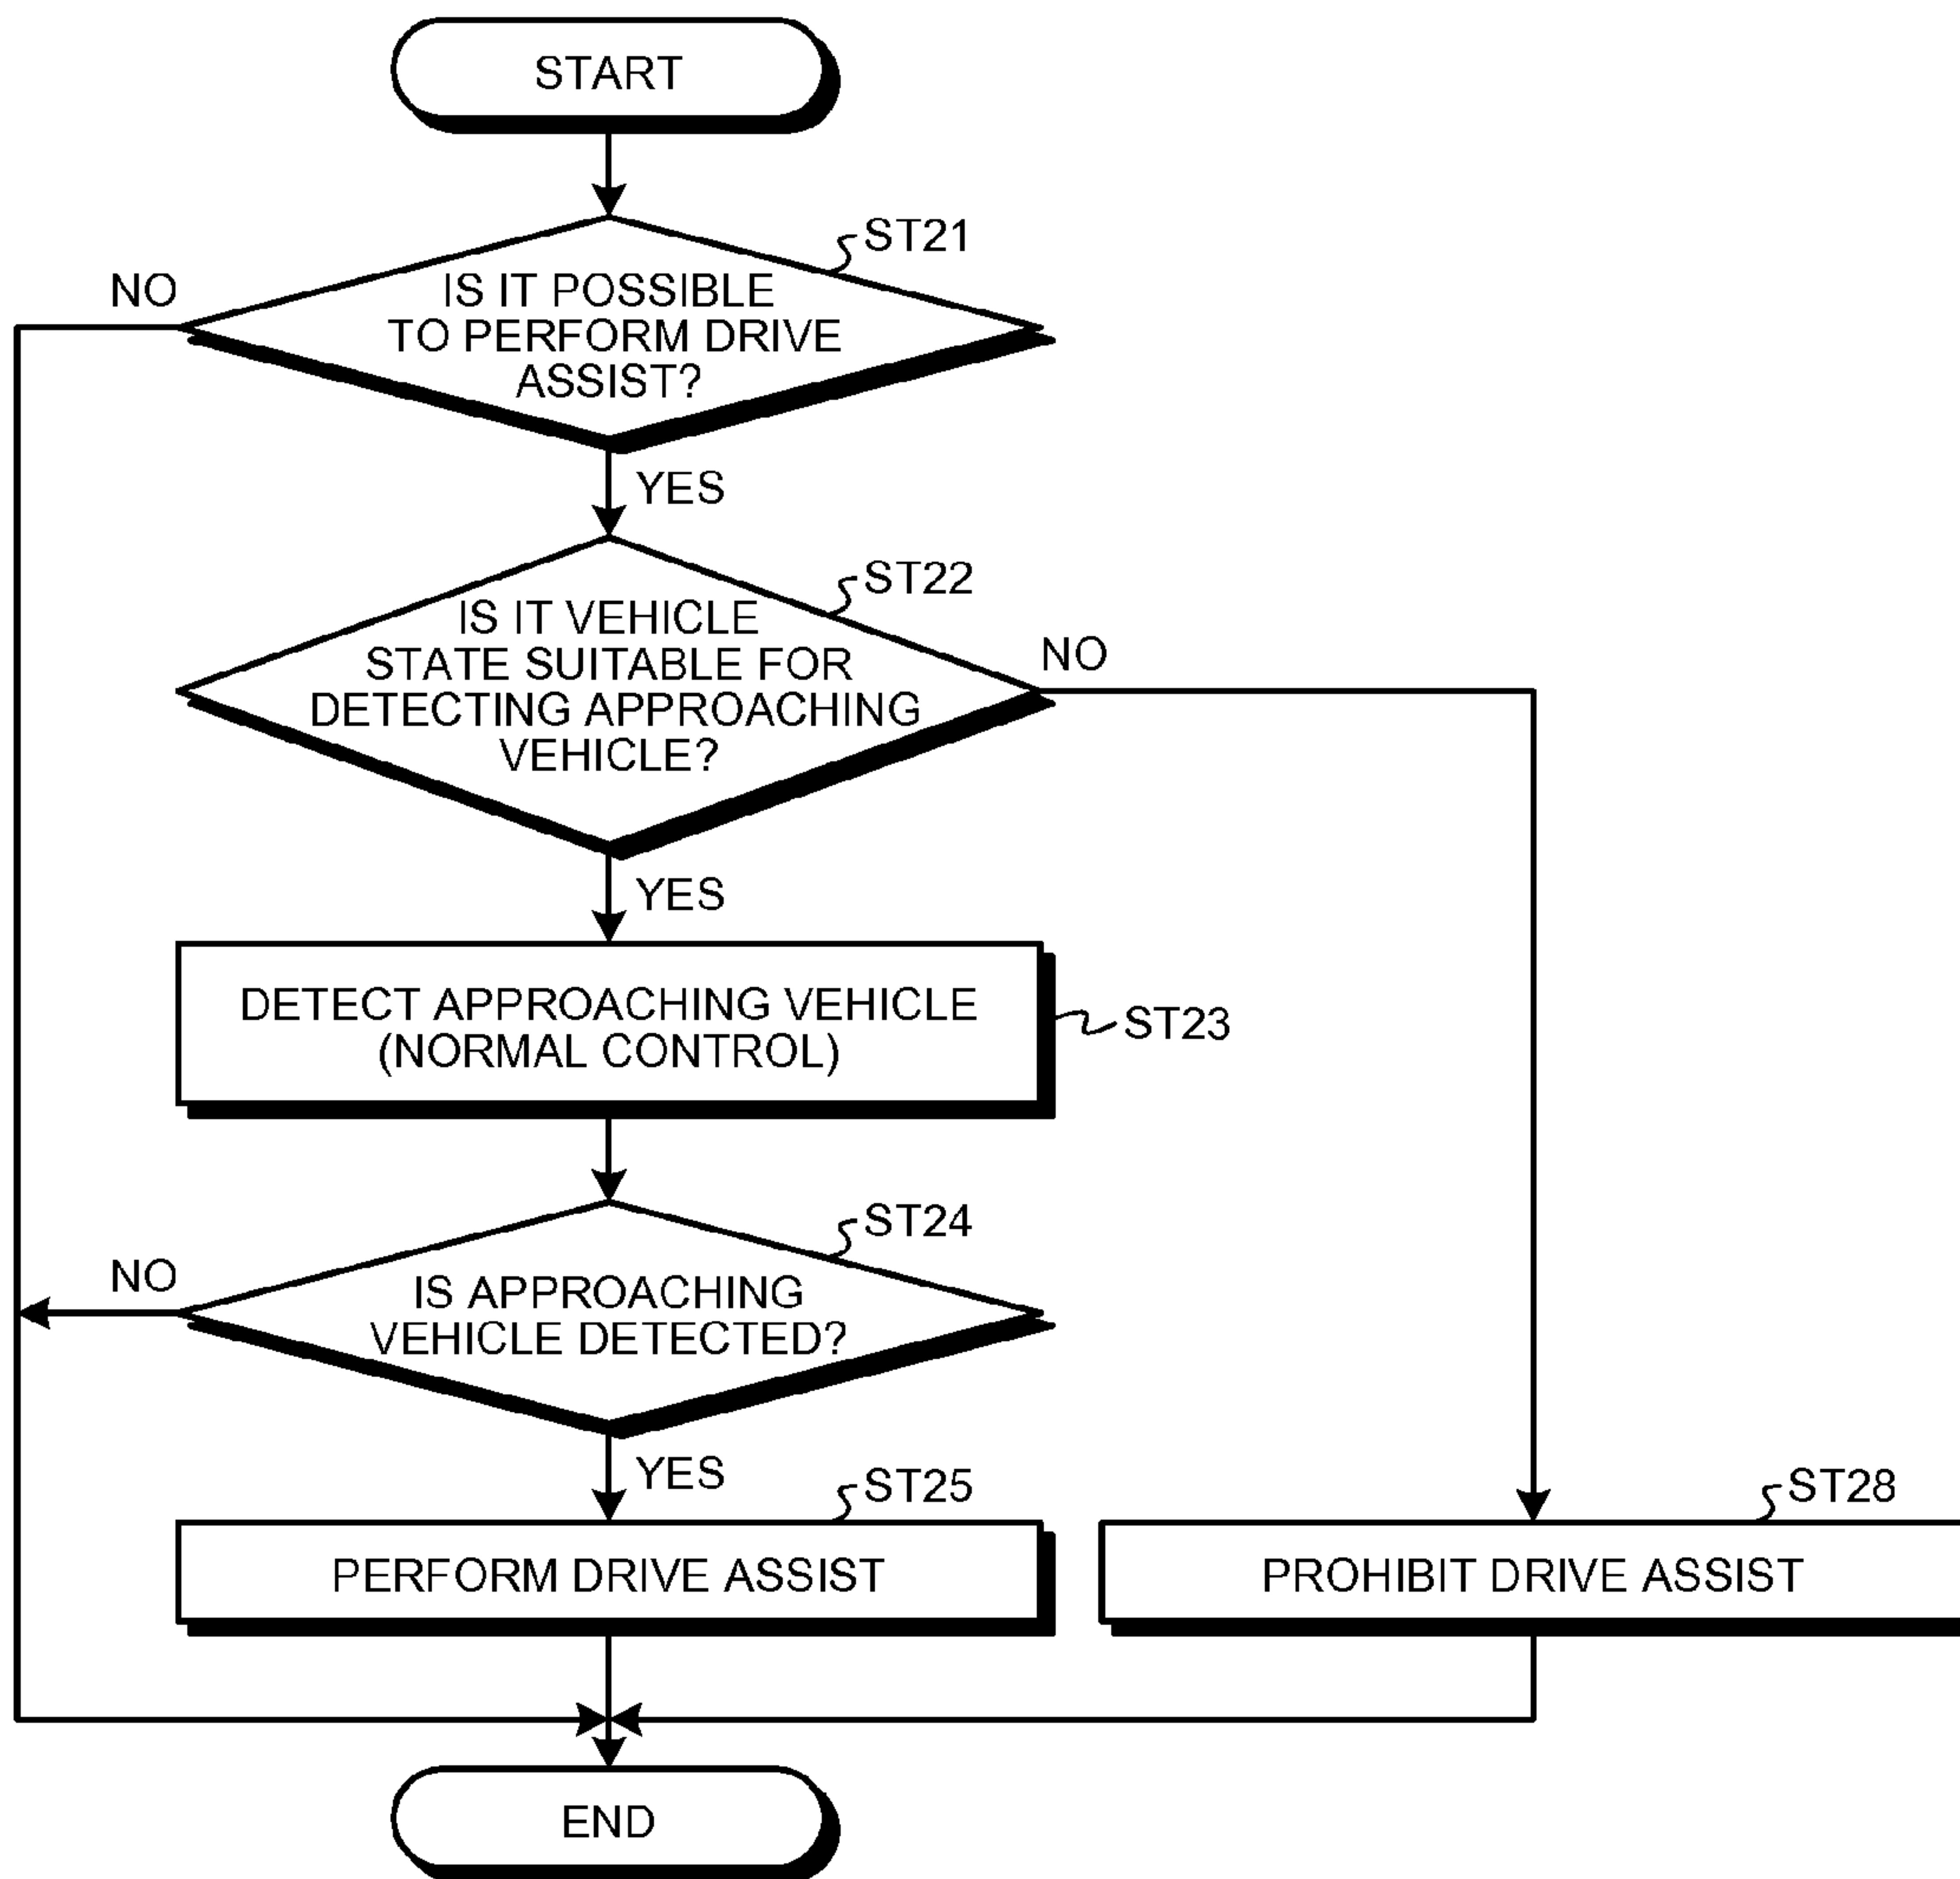 START
ST21
NO
IS IT POSSIBLE
TO PERFORM DRIVE
ASSIST?
YES
ST22
IS IT VEHICLE
STATE SUITABLE FOR
DETECTING APPROACHING
VEHICLE?
NO
YES
DETECT APPROACHING VEHICLE
(NORMAL CONTROL)
ST23
ST24
NO
IS APPROACHING
VEHICLE DETECTED?
YES
ST25
ST28
PERFORM DRIVE ASSIST
PROHIBIT DRIVE ASSIST
END